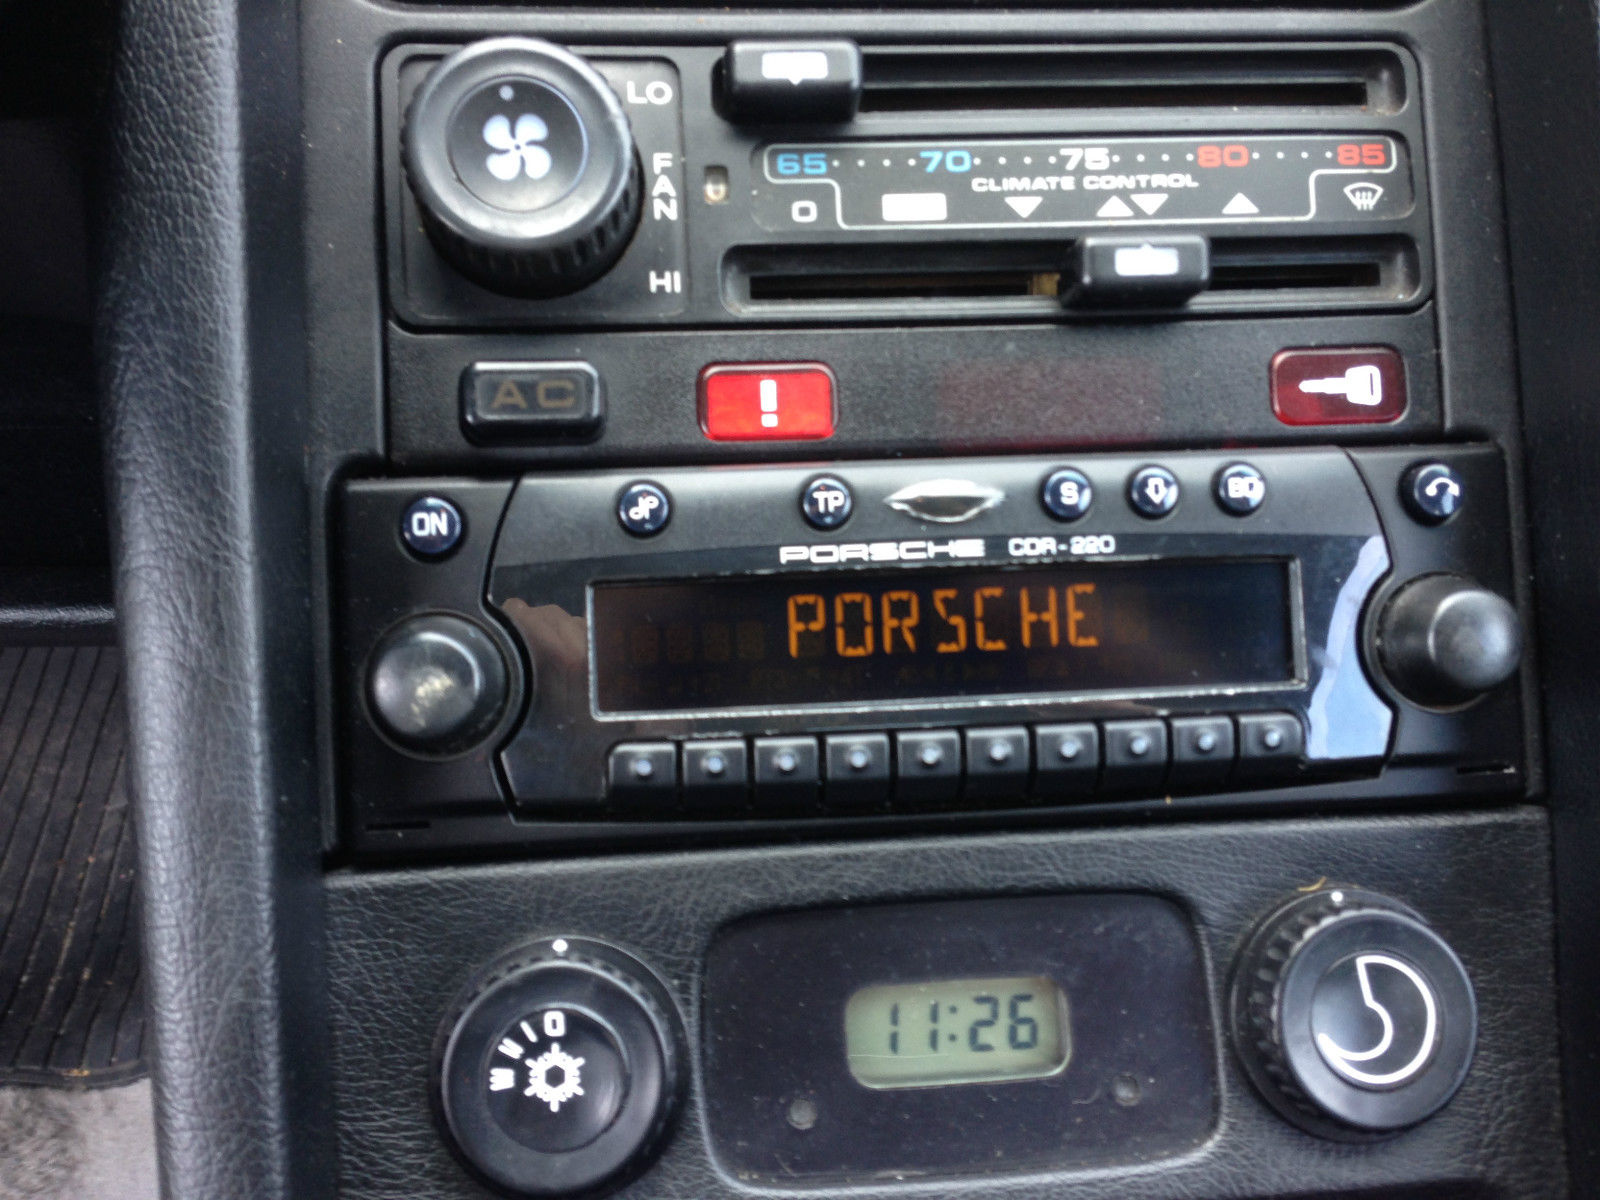 LO
FAN
HI
65 70 75 80 85
CLIMATE CONTROL
0
AC
!
ON
TP
S
PORSCHE CDR-220
PORSCHE
11:26